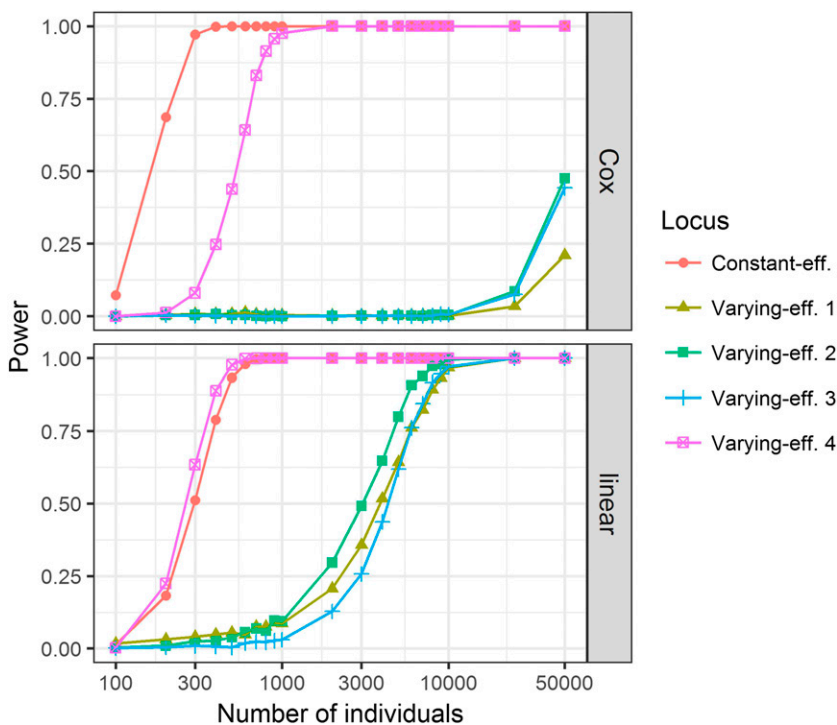 1.00
0.75
0.50
0.25
0.00
Cox
1.00
0.75
0.50
0.25
0.00
linear
Power
100 300 1000 3000 10000 50000
Number of individuals
Locus
Constant-eff.
Varying-eff. 1
Varying-eff. 2
Varying-eff. 3
Varying-eff. 4